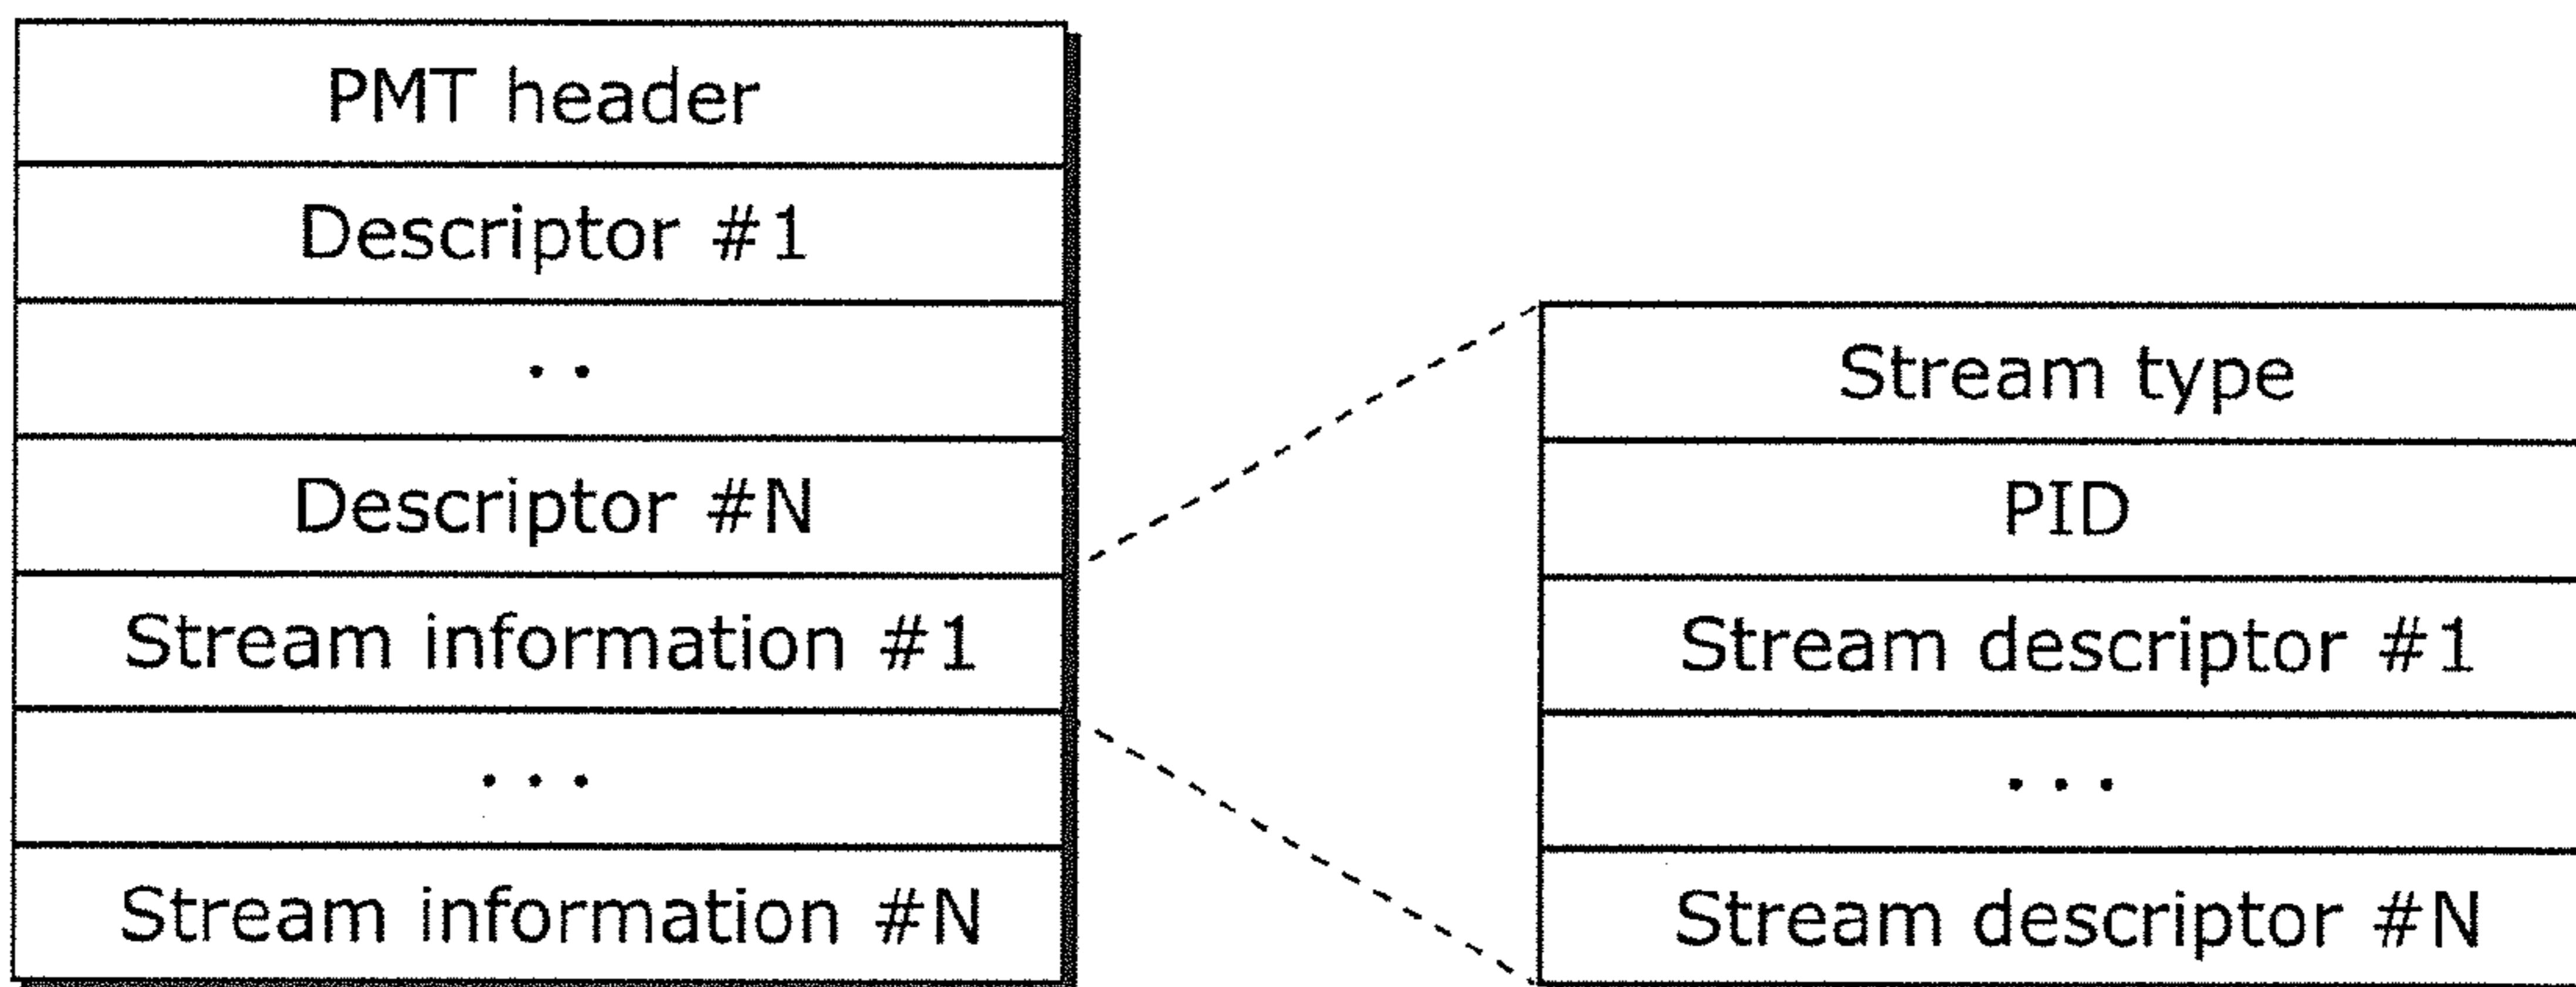 PMT header
Descriptor #1
. .
Descriptor #N
Stream information #1
. . .
Stream information #N
Stream type
PID
Stream descriptor #1
. . .
Stream descriptor #N